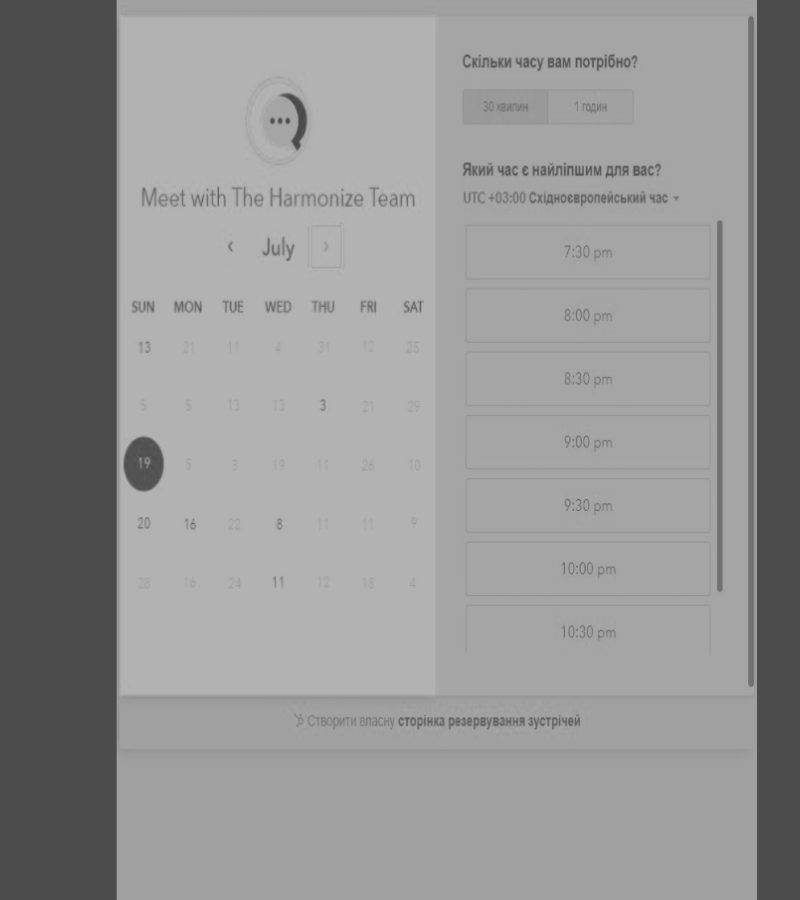 Meet with The Harmonize Team
July
SUN MON TUE WED THU FRI SAT
13 21 11 4 31 12 25
5 5 13 13 3 21 29
19 5 3 19 11 26 10
20 16 22 8 11 11 9
28 16 24 11 12 18 4
Скільки часу вам потрібно?
30 хвилин 1 годин
Який час є найліпшим для вас?
UTC +03:00 Східноєвропейський час
7:30 pm
8:00 pm
8:30 pm
9:00 pm
9:30 pm
10:00 pm
10:30 pm
Створити власну сторінка резервування зустрічей